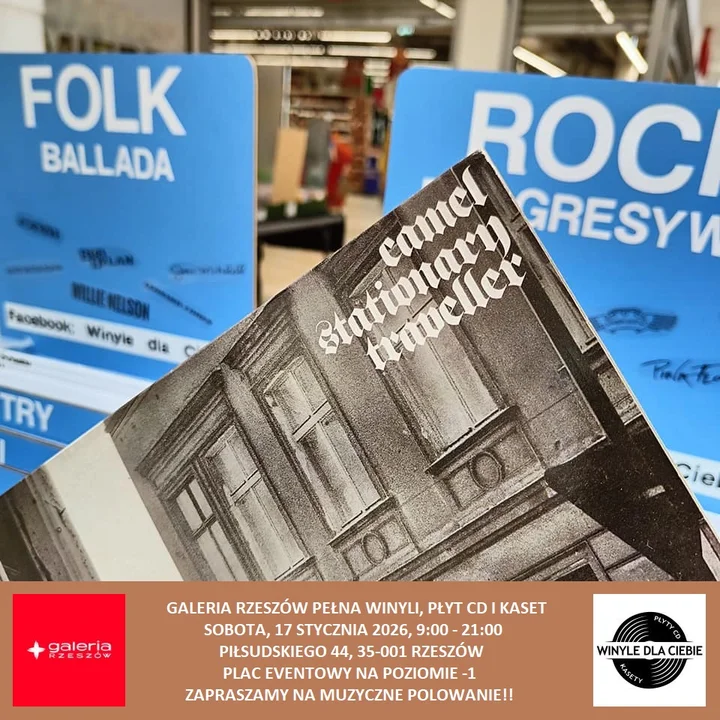 FOLK
BALLADA
WILLIE NELSON
Facebook: Winyle dla C
TRY
ROC
GRESYW
camel
stationary
traveller
galeria
RZESZÓW
GALERIA RZESZÓW PEŁNA WINYLI, PŁYT CD I KASET
SOBOTA, 17 STYCZNIA 2026, 9:00 - 21:00
PIŁSUDSKIEGO 44, 35-001 RZESZÓW
PLAC EVENTOWY NA POZIOMIE -1
ZAPRASZAMY NA MUZYCZNE POLOWANIE!!
PŁYTY CD
WINYLE DLA CIEBIE
KASETY